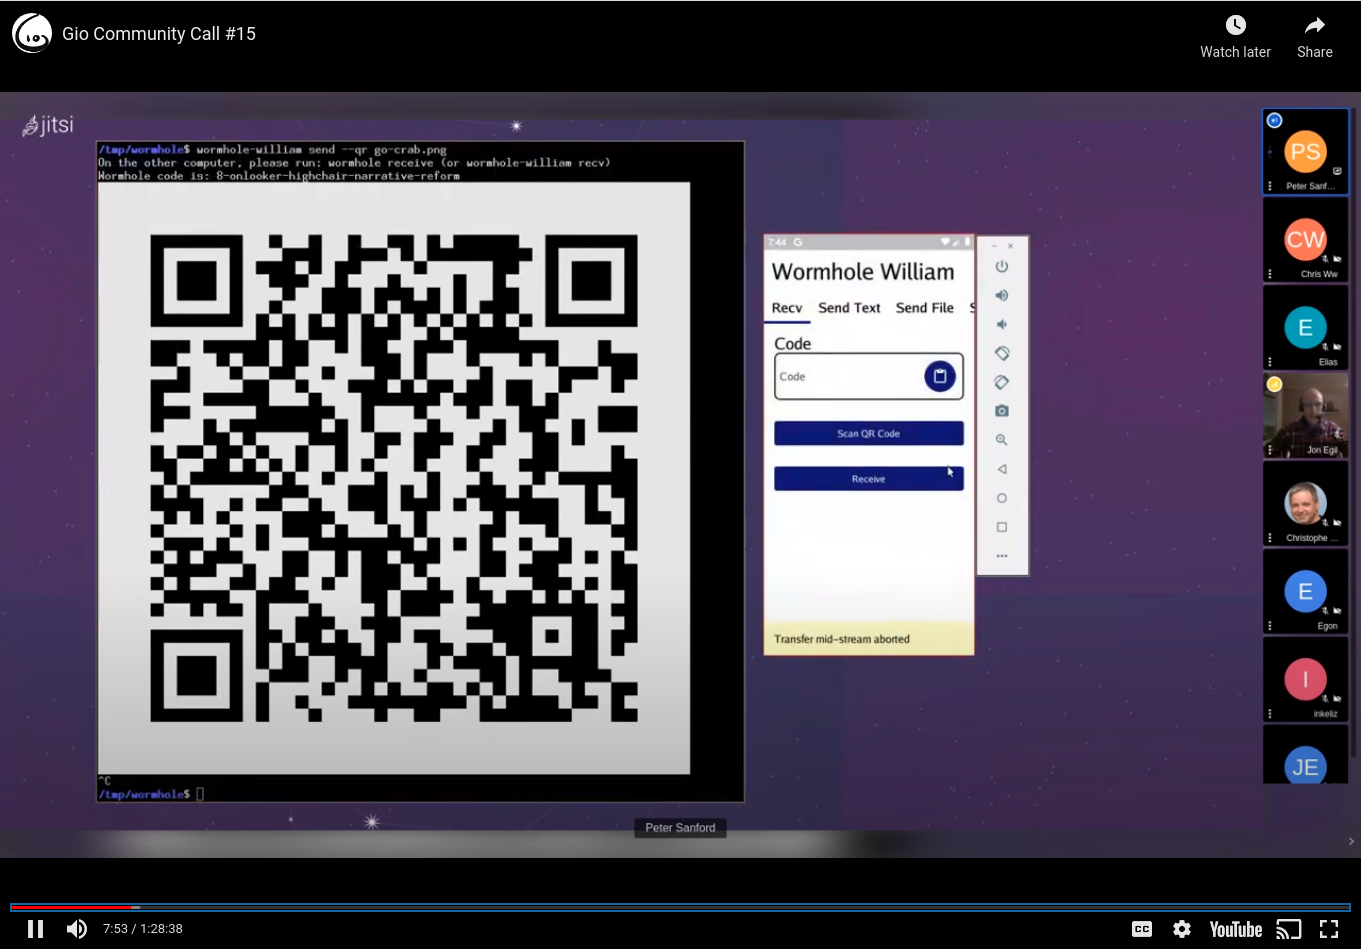 Gio Community Call #15
Watch later
Share
jitsi
/tmp/wormhole$ wormhole-william send --qr go-crab.png
On the other computer, please run: wormhole receive (or wormhole-william recv)
Wormhole code is: 8-onlooker-highchair-narrative-reform
^C
/tmp/wormhole$
7:44 G
Wormhole William
Recv Send Text Send File S
Code
Code
Scan QR Code
Receive
Transfer mid-stream aborted
PS
Peter Sanf...
CW
Chris Ww
E
Elias
Jon Egil
Christophe ...
E
Egon
I
inkeliz
JE
Peter Sanford
7:53 / 1:28:38
CC
YouTube